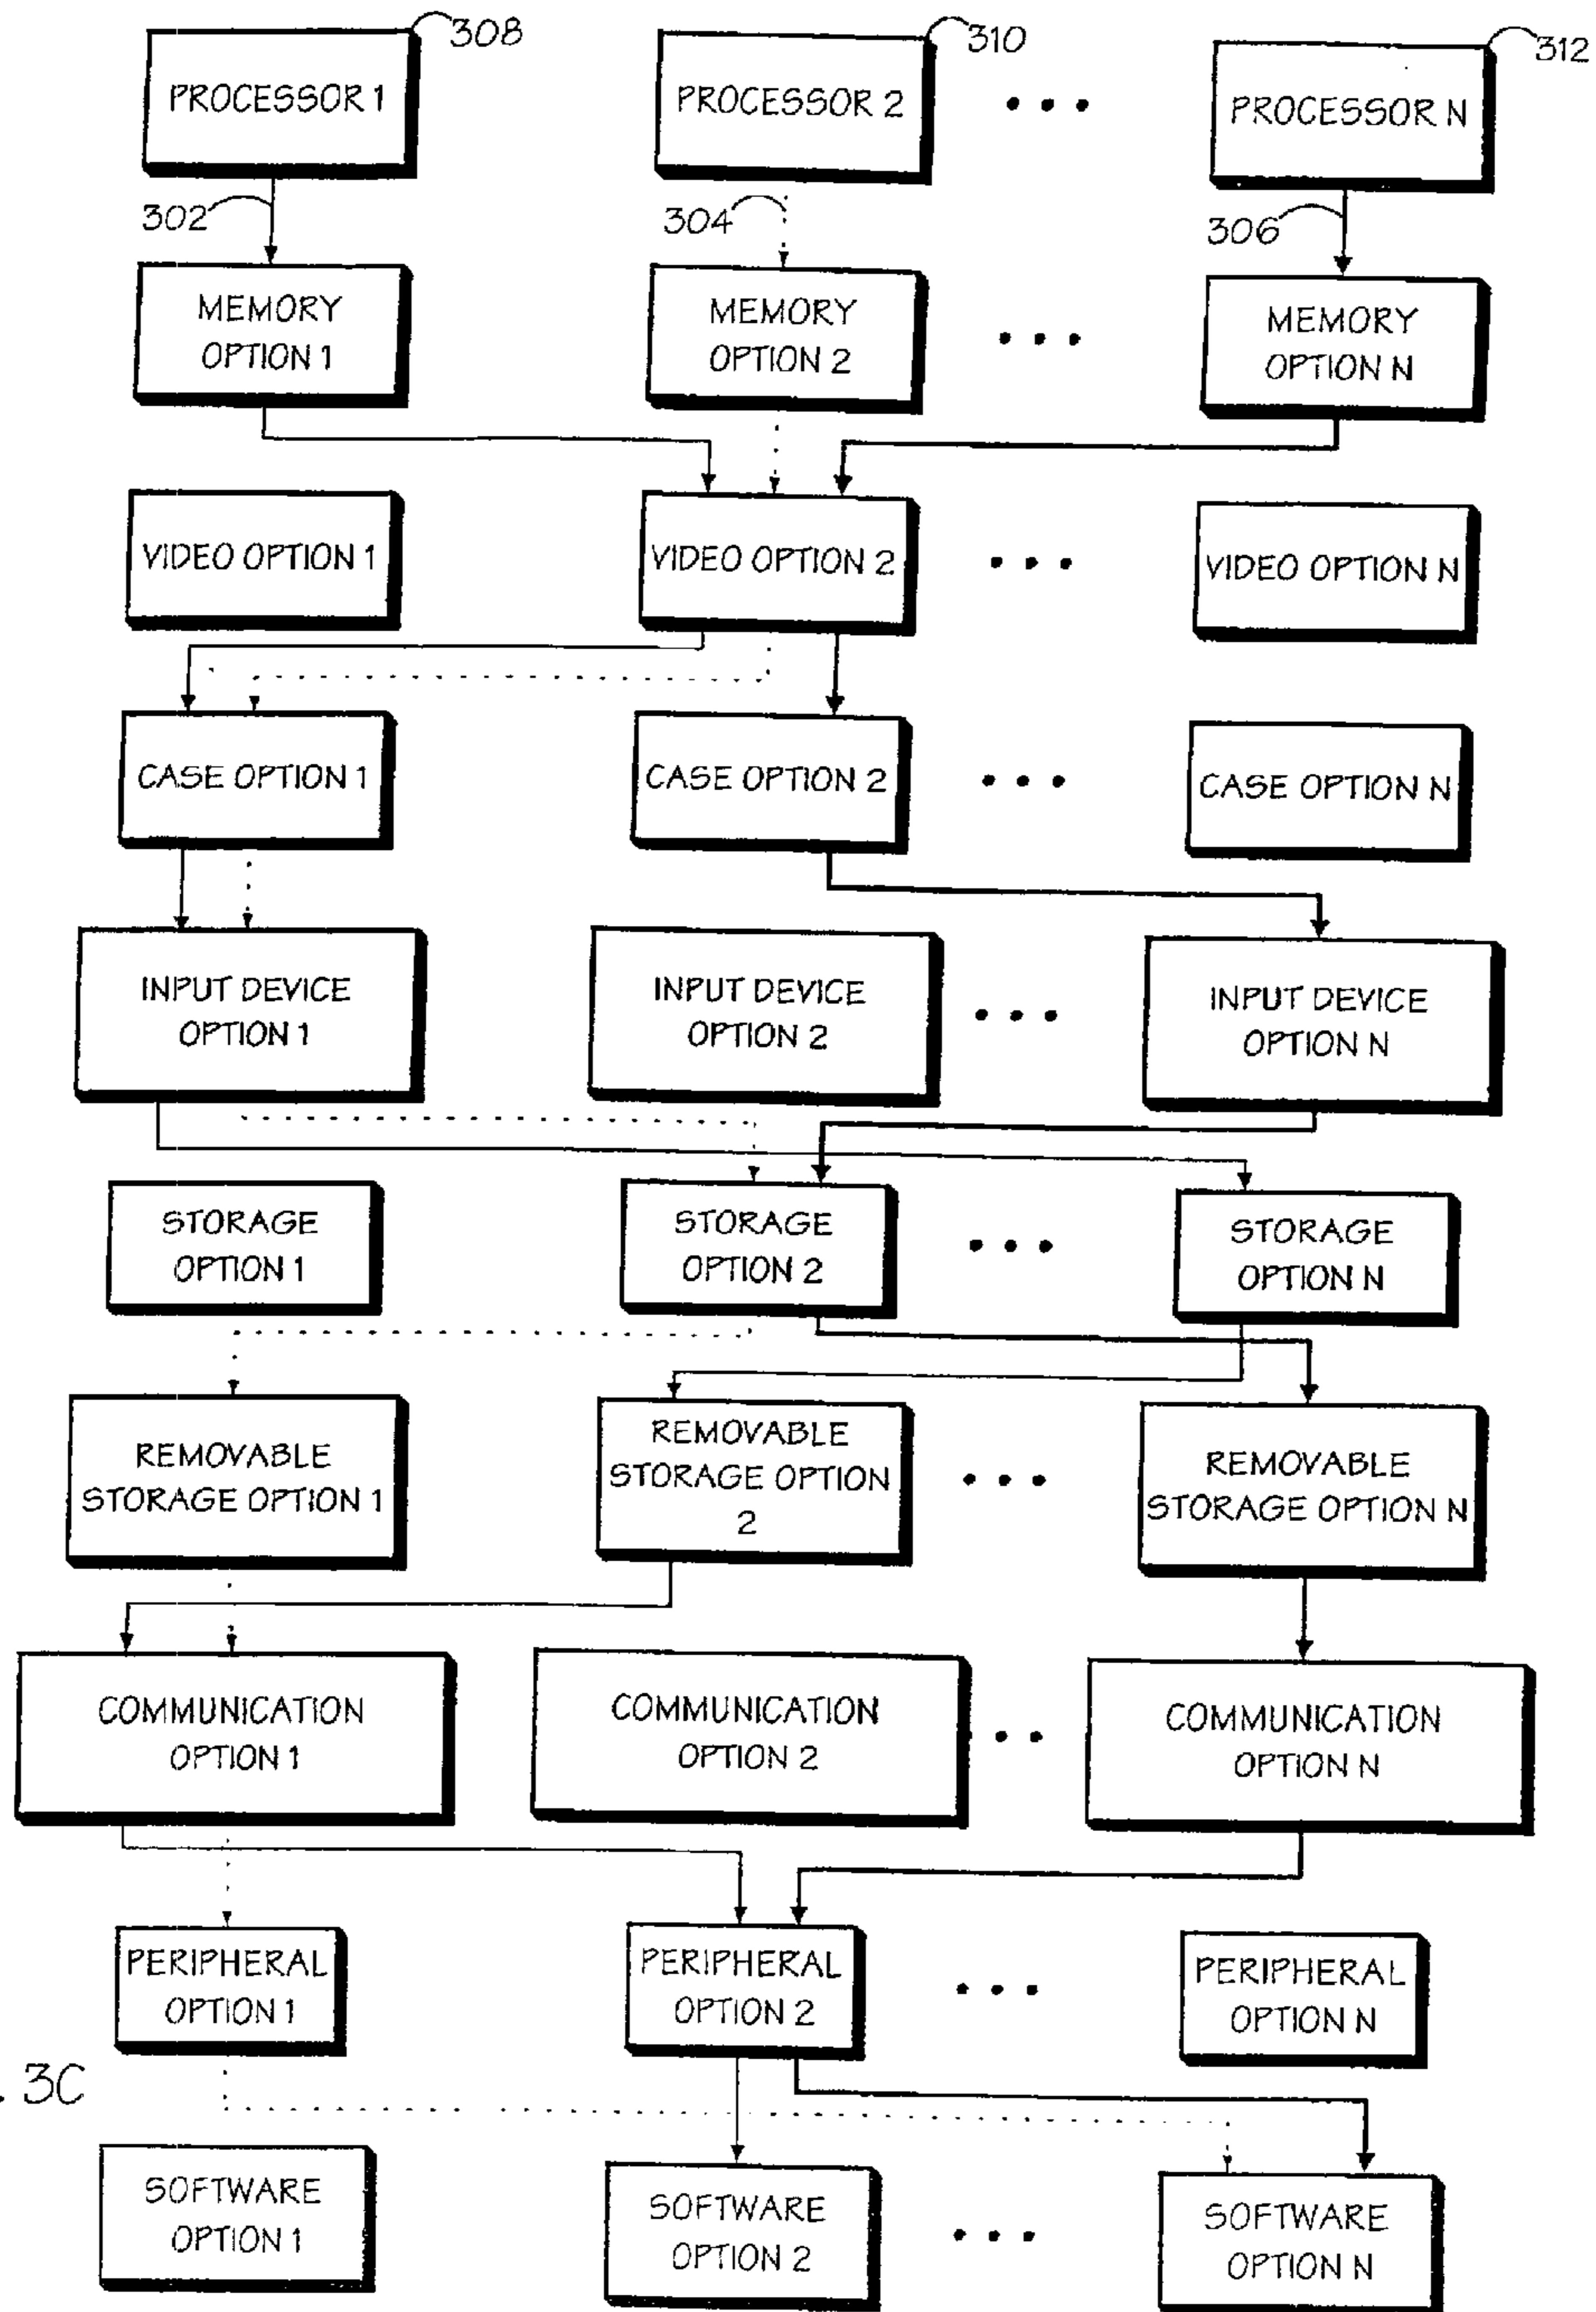 308
310
312
PROCESSOR 1
PROCESSOR 2
PROCESSOR N
302
304
306
MEMORY
OPTION 1
MEMORY
OPTION 2
MEMORY
OPTION N
VIDEO OPTION 1
VIDEO OPTION 2
VIDEO OPTION N
CASE OPTION 1
CASE OPTION 2
CASE OPTION N
INPUT DEVICE
OPTION 1
INPUT DEVICE
OPTION 2
INPUT DEVICE
OPTION N
STORAGE
OPTION 1
STORAGE
OPTION 2
STORAGE
OPTION N
REMOVABLE
STORAGE OPTION 1
REMOVABLE
STORAGE OPTION
2
REMOVABLE
STORAGE OPTION N
COMMUNICATION
OPTION 1
COMMUNICATION
OPTION 2
COMMUNICATION
OPTION N
PERIPHERAL
OPTION 1
PERIPHERAL
OPTION 2
PERIPHERAL
OPTION N
. 3C
SOFTWARE
OPTION 1
SOFTWARE
OPTION 2
SOFTWARE
OPTION N